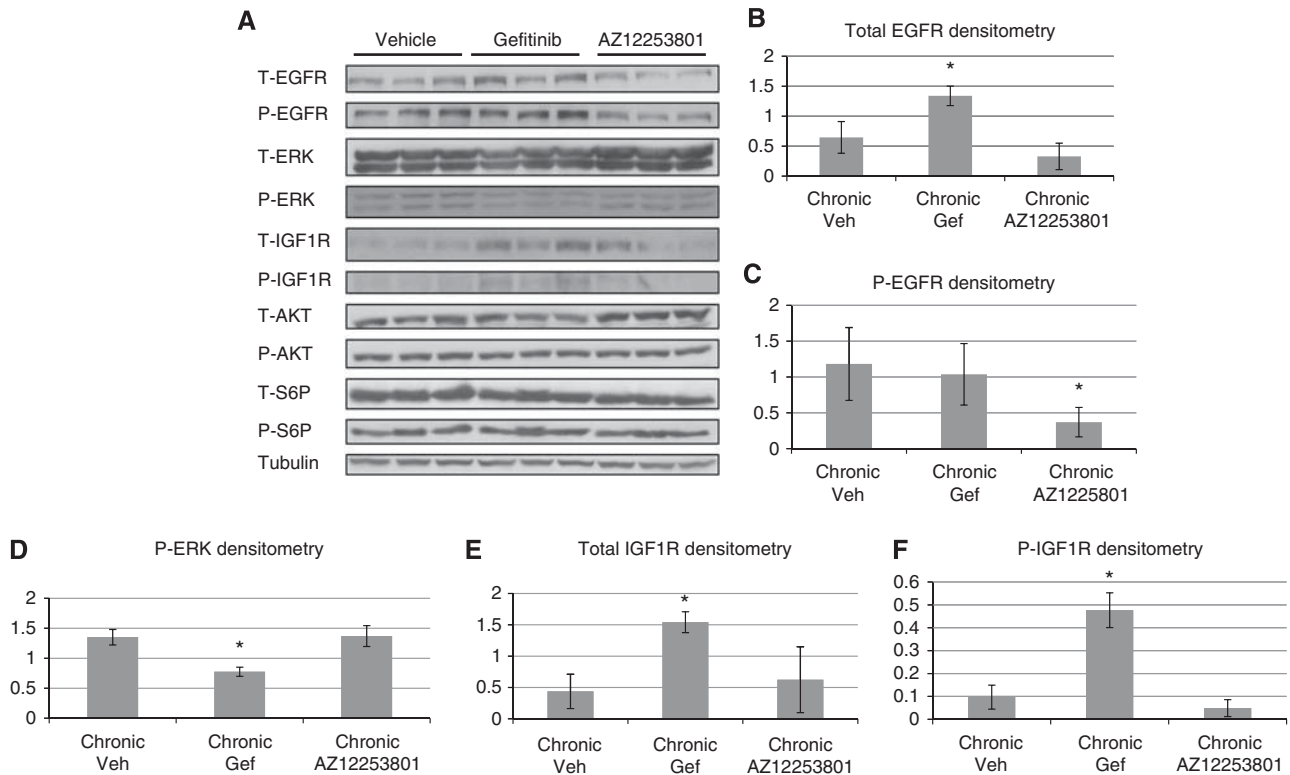 A
Vehicle
Gefitinib
AZ12253801
T-EGFR
P-EGFR
T-ERK
P-ERK
T-IGF1R
P-IGF1R
T-AKT
P-AKT
T-S6P
P-S6P
Tubulin
B
Total EGFR densitometry
2
1.5
1
0.5
0
*
Chronic
Veh
Chronic
Gef
Chronic
AZ12253801
C
P-EGFR densitometry
2
1.5
1
0.5
0
*
Chronic
Veh
Chronic
Gef
Chronic
AZ1225801
D
P-ERK densitometry
2
1.5
1
0.5
0
*
Chronic
Veh
Chronic
Gef
Chronic
AZ12253801
E
Total IGF1R densitometry
2
1.5
1
0.5
0
*
Chronic
Veh
Chronic
Gef
Chronic
AZ12253801
F
P-IGF1R densitometry
0.6
0.5
0.4
0.3
0.2
0.1
0
*
Chronic
Veh
Chronic
Gef
Chronic
AZ12253801